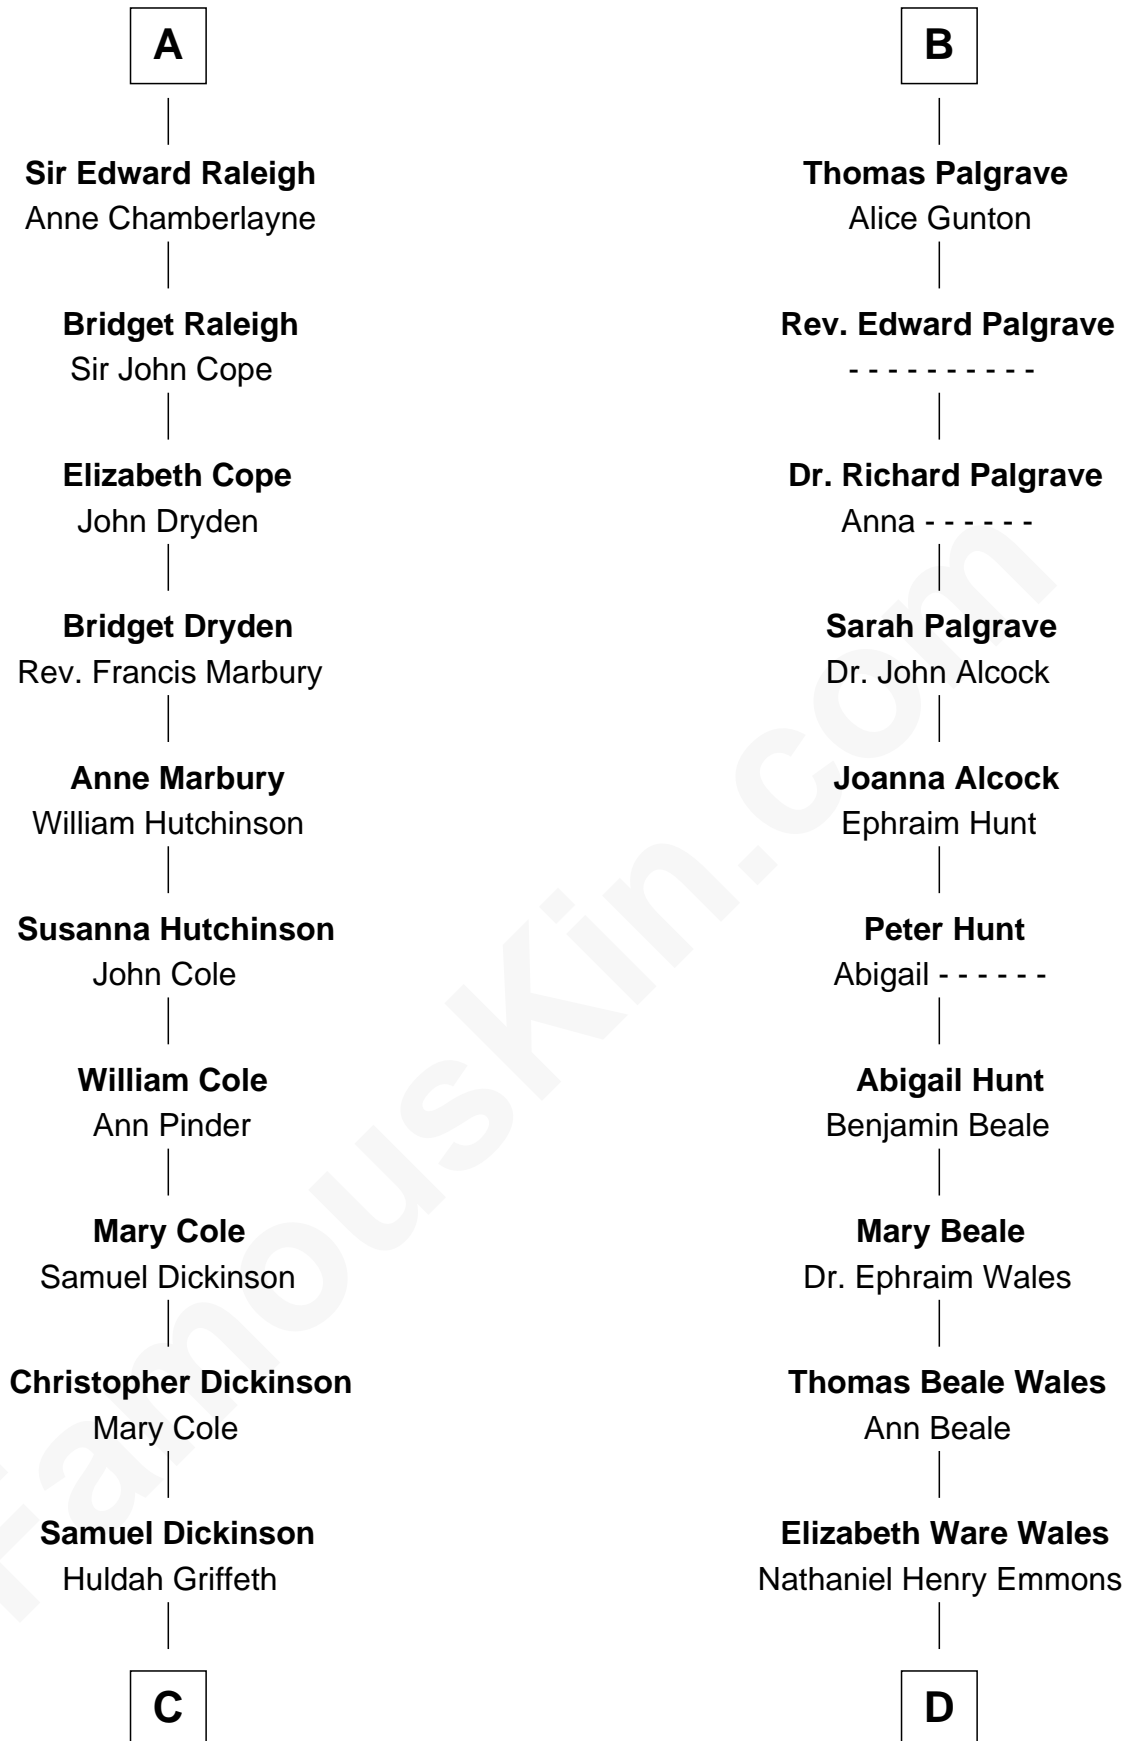 A
Sir Edward Raleigh
Anne Chamberlayne
Bridget Raleigh
Sir John Cope
Elizabeth Cope
John Dryden
Bridget Dryden
Rev. Francis Marbury
Anne Marbury
William Hutchinson
Susanna Hutchinson
John Cole
William Cole
Ann Pinder
Mary Cole
Samuel Dickinson
Christopher Dickinson
Mary Cole
Samuel Dickinson
Huldah Griffeth
C
B
Thomas Palgrave
Alice Gunton
Rev. Edward Palgrave
- - - - - - - - - -
Dr. Richard Palgrave
Anna - - - - - -
Sarah Palgrave
Dr. John Alcock
Joanna Alcock
Ephraim Hunt
Peter Hunt
Abigail - - - - - -
Abigail Hunt
Benjamin Beale
Mary Beale
Dr. Ephraim Wales
Thomas Beale Wales
Ann Beale
Elizabeth Ware Wales
Nathaniel Henry Emmons
D
FamousKin.com